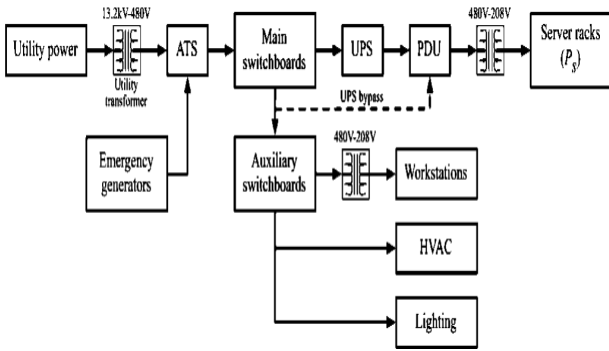 13.2kV-480V
480V-208V
Utility power
ATS
Main
switchboards
UPS
PDU
Server racks
(Ps)
Utility
transformer
UPS bypass
480V-208V
Emergency
generators
Auxiliary
switchboards
Workstations
HVAC
Lighting